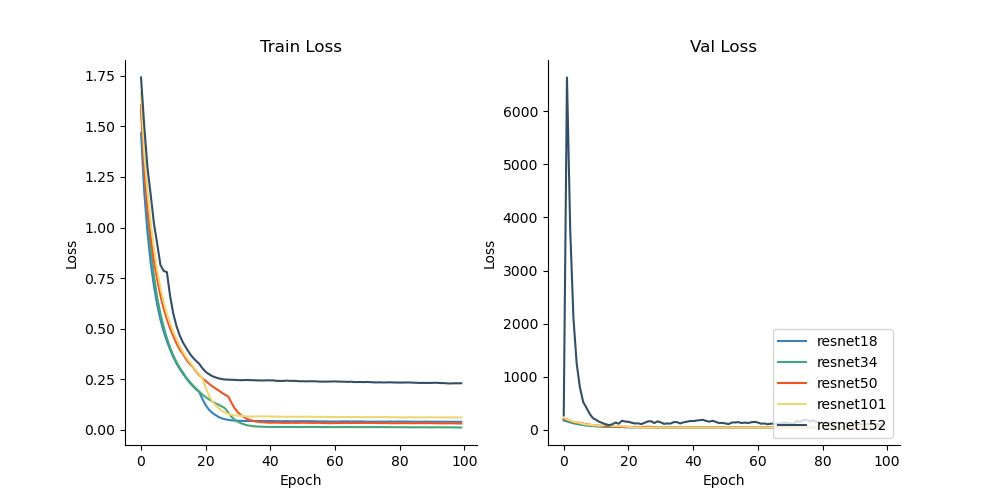 Train Loss
Val Loss
1.75
1.50
1.25
1.00
0.75
0.50
0.25
0.00
Loss
0
20
40
60
80
100
Epoch
6000
5000
4000
3000
2000
1000
0
Loss
0
20
40
60
80
100
Epoch
resnet18
resnet34
resnet50
resnet101
resnet152